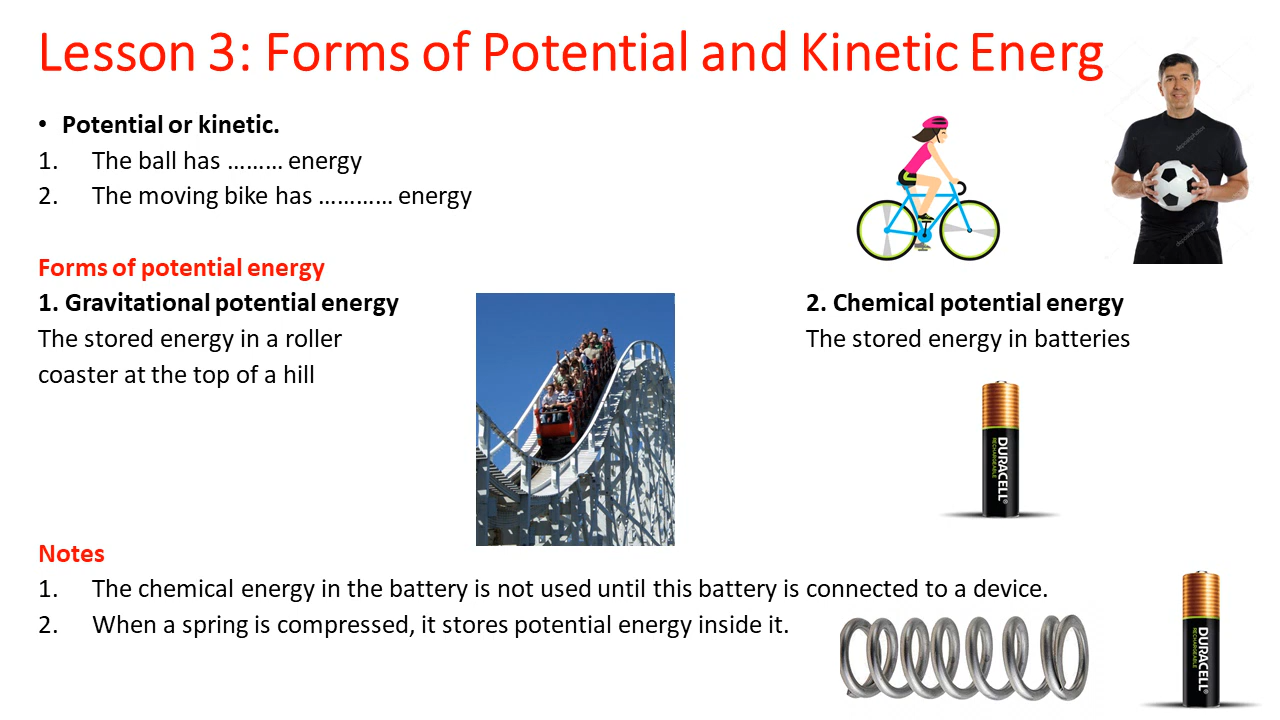 Lesson 3: Forms of Potential and Kinetic Energ
• Potential or kinetic.
1. The ball has ……… energy
2. The moving bike has ………… energy
Forms of potential energy
1. Gravitational potential energy
The stored energy in a roller
coaster at the top of a hill
2. Chemical potential energy
The stored energy in batteries
DURACELL®
RECHARGEABLE
Notes
1. The chemical energy in the battery is not used until this battery is connected to a device.
2. When a spring is compressed, it stores potential energy inside it.
DURACELL®
RECHARGEABLE